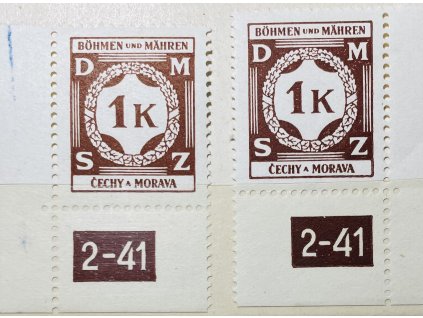 BÖHMEN UND MÄHREN
D M
1K
S Z
ČECHY A MORAVA
2-41
BÖHMEN UND MÄHREN
D M
1K
S Z
ČECHY A MORAVA
2-41